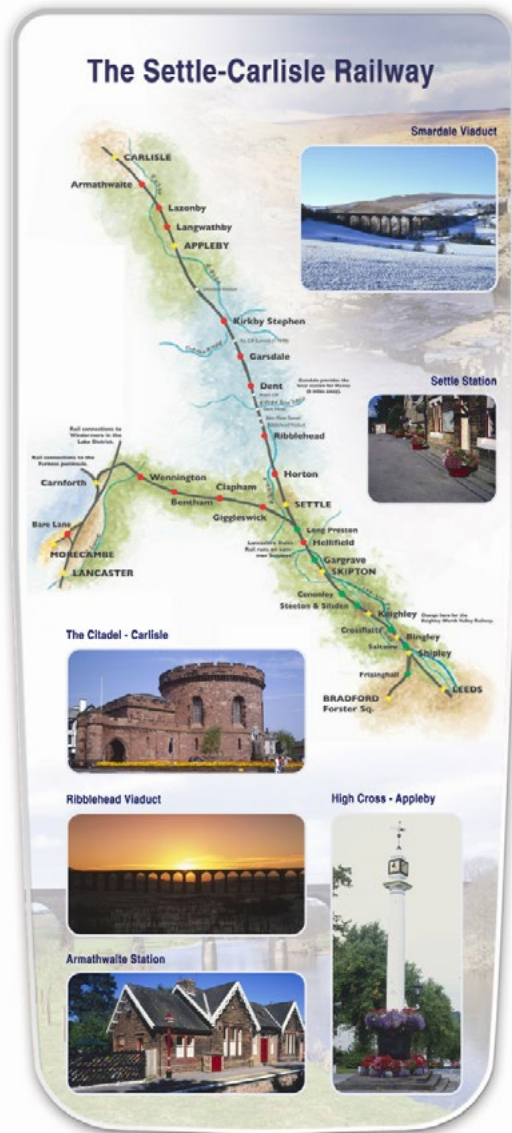 The Settle-Carlisle Railway
Smardale Viaduct
CARLISLE
Armathwaite
Lazonby
Langwathby
APPLEBY
Kirkby Stephen
Garsdale
Dent
Garsdale provides the
Settle Station
Ribblehead
Rail connections to
Windermere in the
Lake District.
Rail connections to the
Furness peninsula.
Horton
Wennington
Clapham
Carnforth
Bentham
SETTLE
Giggleswick
Bare Lane
Long Preston
Hellifield
MORECAMBE
Gargrave
LANCASTER
SKIPTON
Cononley
Steeton & Silsden
Keighley
Change here for the
Keighley Worth Valley Railway.
The Citadel - Carlisle
Crossflatts
Bingley
Saltaire
Shipley
Frizinghall
LEEDS
BRADFORD
Forster Sq.
Ribblehead Viaduct
High Cross - Appleby
Armathwaite Station